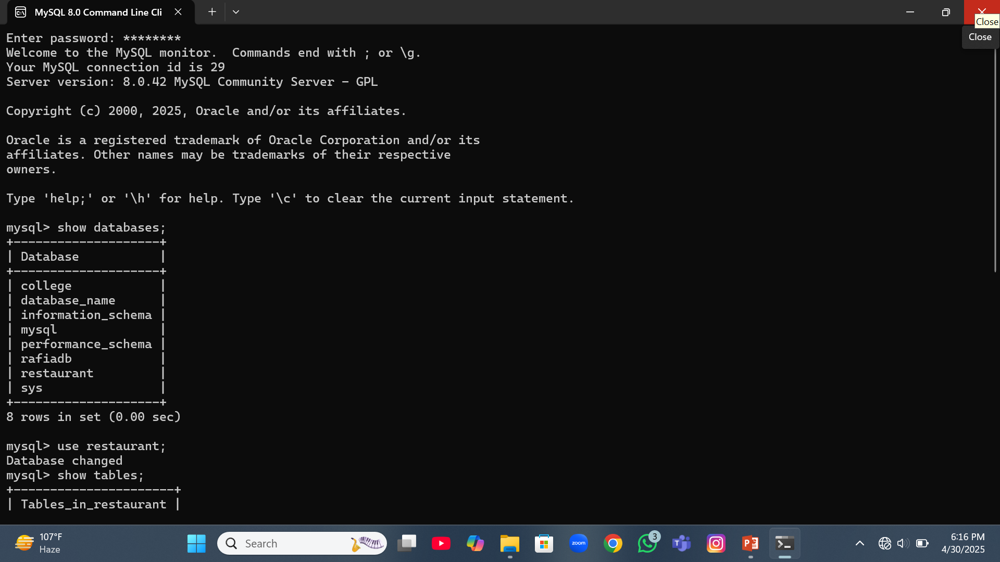 MySQL 8.0 Command Line Cli
Close
Close
Enter password: ********
Welcome to the MySQL monitor.  Commands end with ; or \g.
Your MySQL connection id is 29
Server version: 8.0.42 MySQL Community Server - GPL
Copyright (c) 2000, 2025, Oracle and/or its affiliates.
Oracle is a registered trademark of Oracle Corporation and/or its
affiliates. Other names may be trademarks of their respective
owners.
Type 'help;' or '\h' for help. Type '\c' to clear the current input statement.
mysql> show databases;
+--------------------+
| Database           |
+--------------------+
| college            |
| database_name      |
| information_schema |
| mysql              |
| performance_schema |
| rafiadb            |
| restaurant         |
| sys                |
+--------------------+
8 rows in set (0.00 sec)
mysql> use restaurant;
Database changed
mysql> show tables;
+----------------------+
| Tables_in_restaurant |
107°F
Haze
Search
zoom
3
6:16 PM
4/30/2025